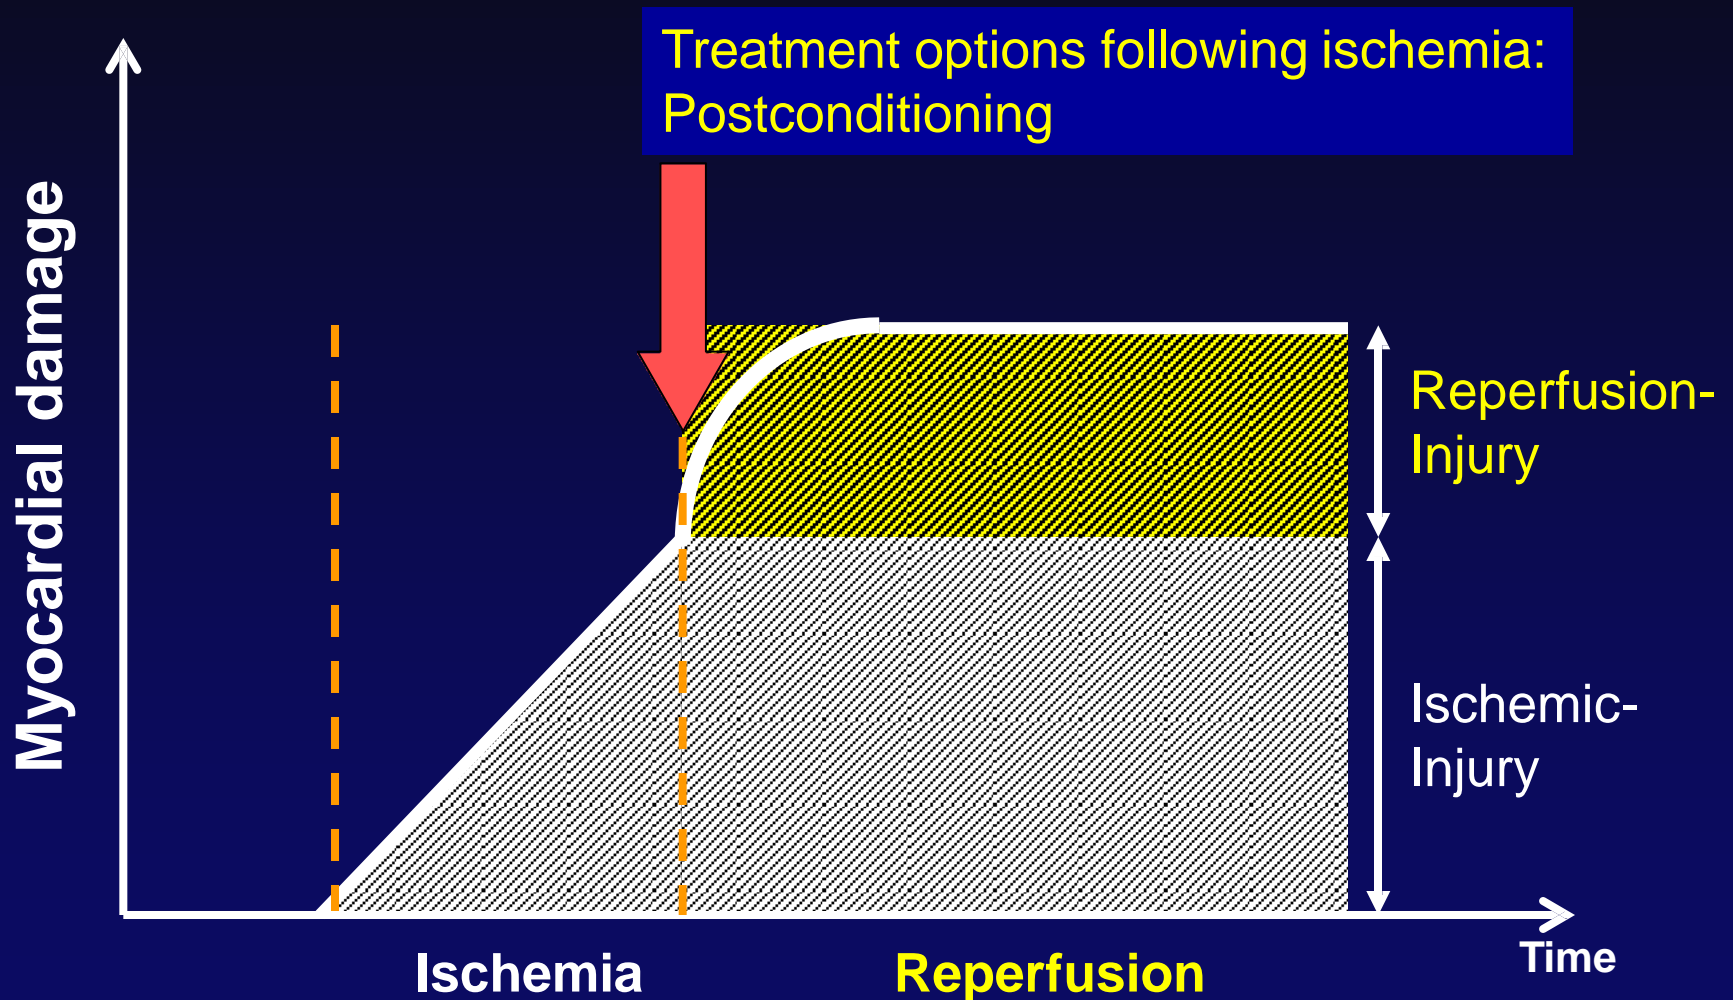 Treatment options following ischemia:
Postconditioning
Myocardial damage
Reperfusion-
Injury
Ischemic-
Injury
Ischemia
Reperfusion
Time